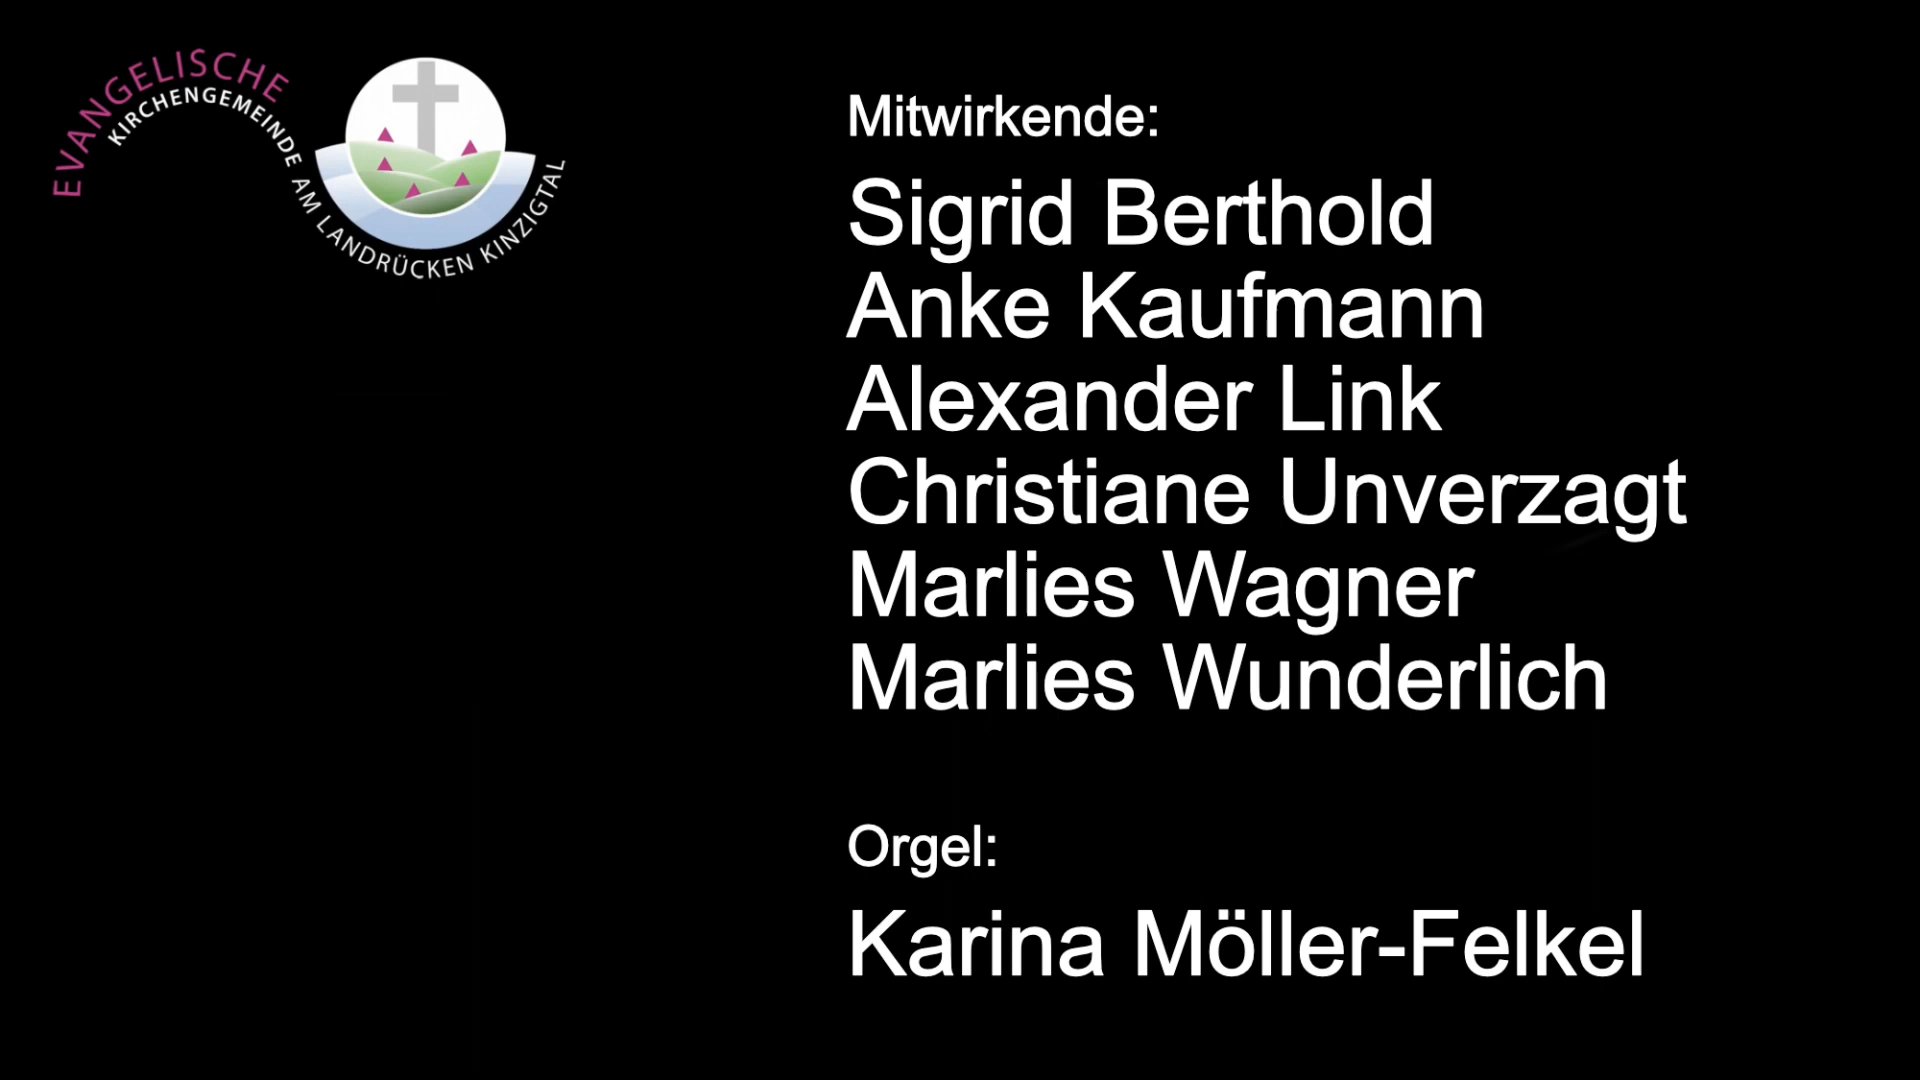 EVANGELISCHE
KIRCHENGEMEINDE AM LANDRÜCKEN KINZIGTAL
Mitwirkende:
Sigrid Berthold
Anke Kaufmann
Alexander Link
Christiane Unverzagt
Marlies Wagner
Marlies Wunderlich
Orgel:
Karina Möller-Felkel